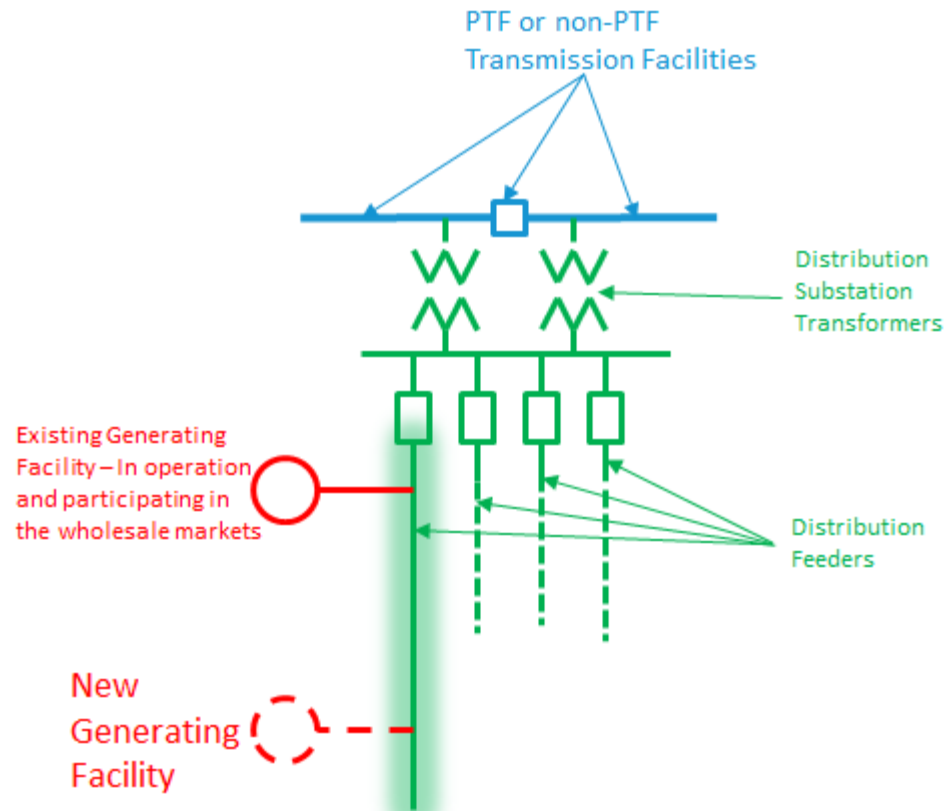 PTF or non-PTF
Transmission Facilities
Distribution
Substation
Transformers
Existing Generating
Facility – In operation
and participating in
the wholesale markets
Distribution
Feeders
New
Generating
Facility